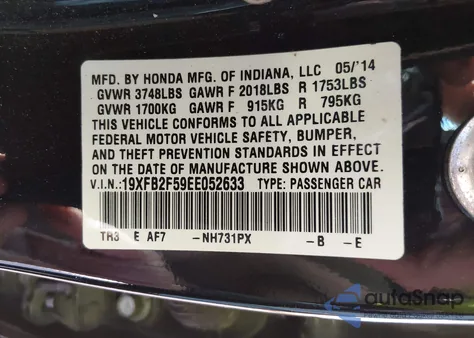 MFD. BY HONDA MFG. OF INDIANA, LLC 05/'14
GVWR 3748LBS GAWR F 2018LBS R 1753LBS
GVWR 1700KG GAWR F 915KG R 795KG
THIS VEHICLE CONFORMS TO ALL APPLICABLE
FEDERAL MOTOR VEHICLE SAFETY, BUMPER,
AND THEFT PREVENTION STANDARDS IN EFFECT
ON THE DATE OF MANUFACTURE SHOWN ABOVE.
V.I.N.:19XFB2F59EE052633 TYPE: PASSENGER CAR
TR3 E AF7 -NH731PX -B -E
autoSnap